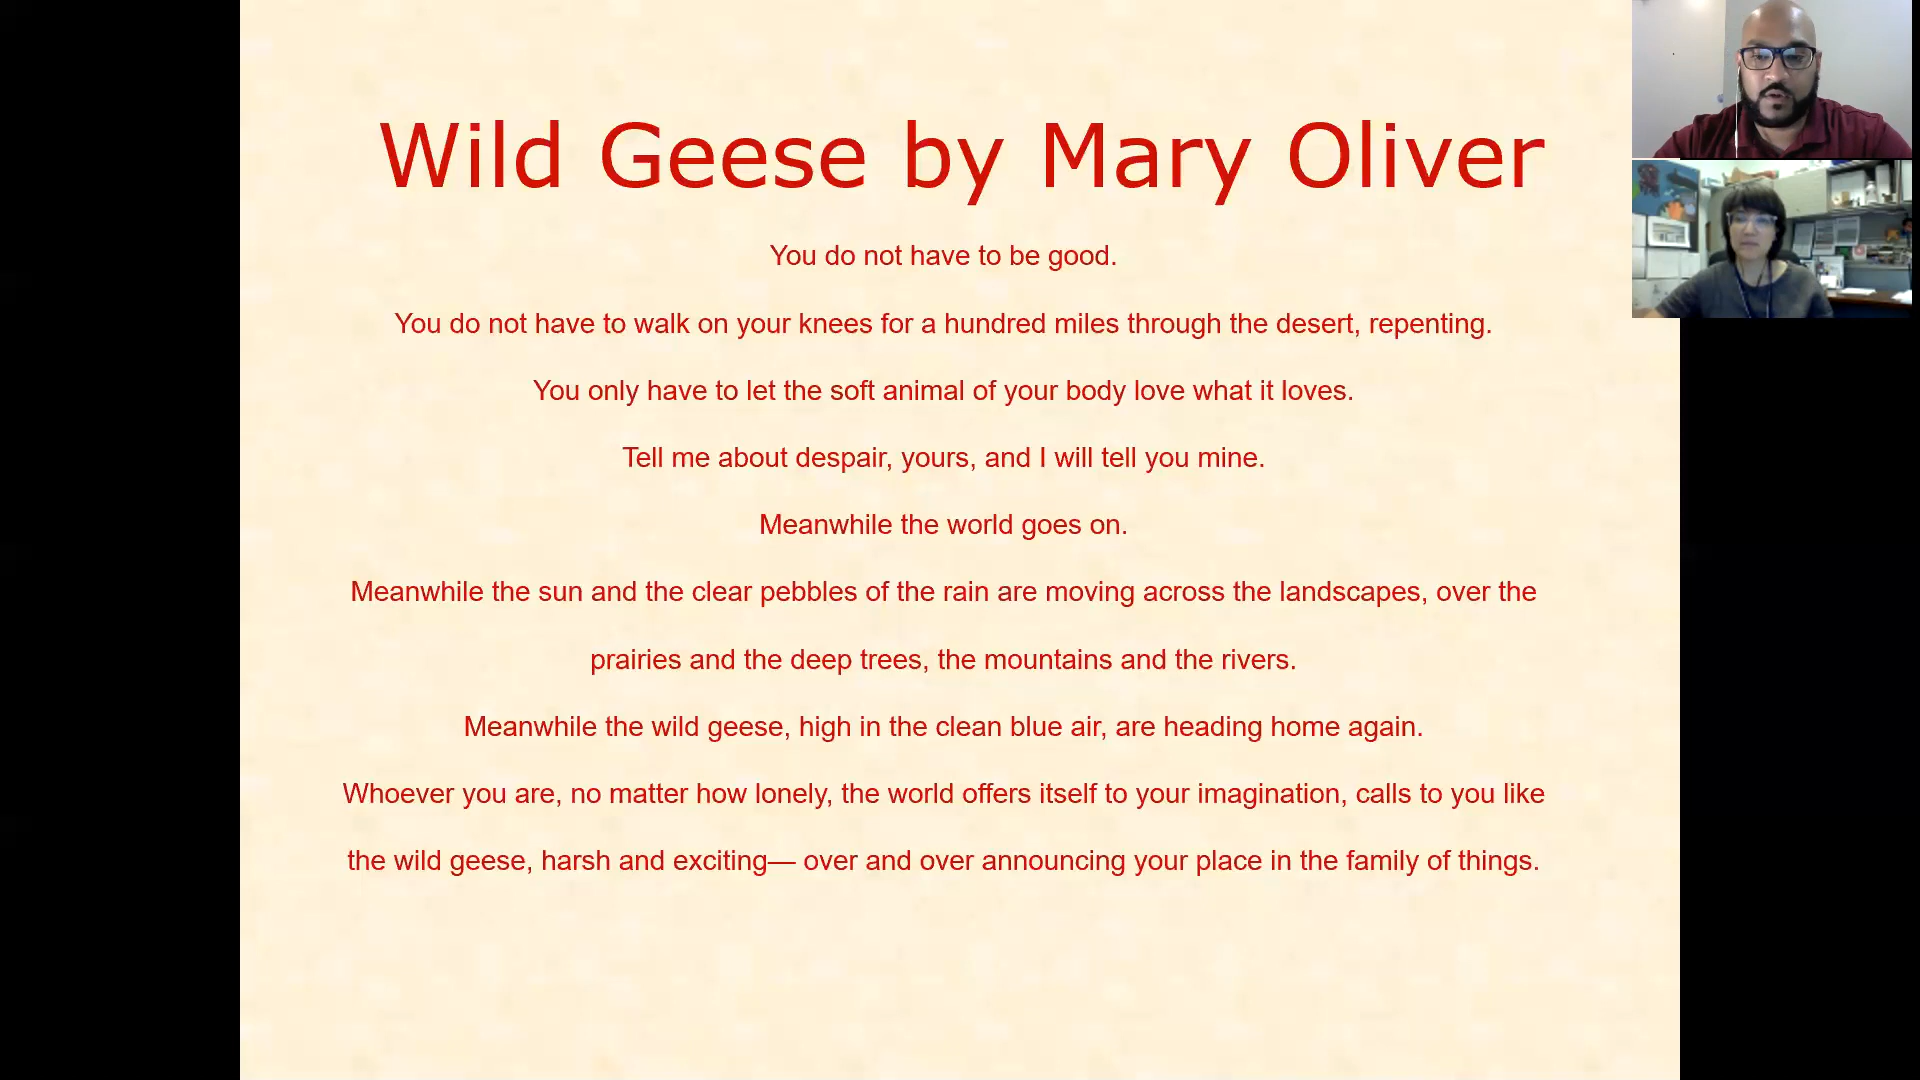 Wild Geese by Mary Oliver
You do not have to be good.
You do not have to walk on your knees for a hundred miles through the desert, repenting.
You only have to let the soft animal of your body love what it loves.
Tell me about despair, yours, and I will tell you mine.
Meanwhile the world goes on.
Meanwhile the sun and the clear pebbles of the rain are moving across the landscapes, over the
prairies and the deep trees, the mountains and the rivers.
Meanwhile the wild geese, high in the clean blue air, are heading home again.
Whoever you are, no matter how lonely, the world offers itself to your imagination, calls to you like
the wild geese, harsh and exciting— over and over announcing your place in the family of things.